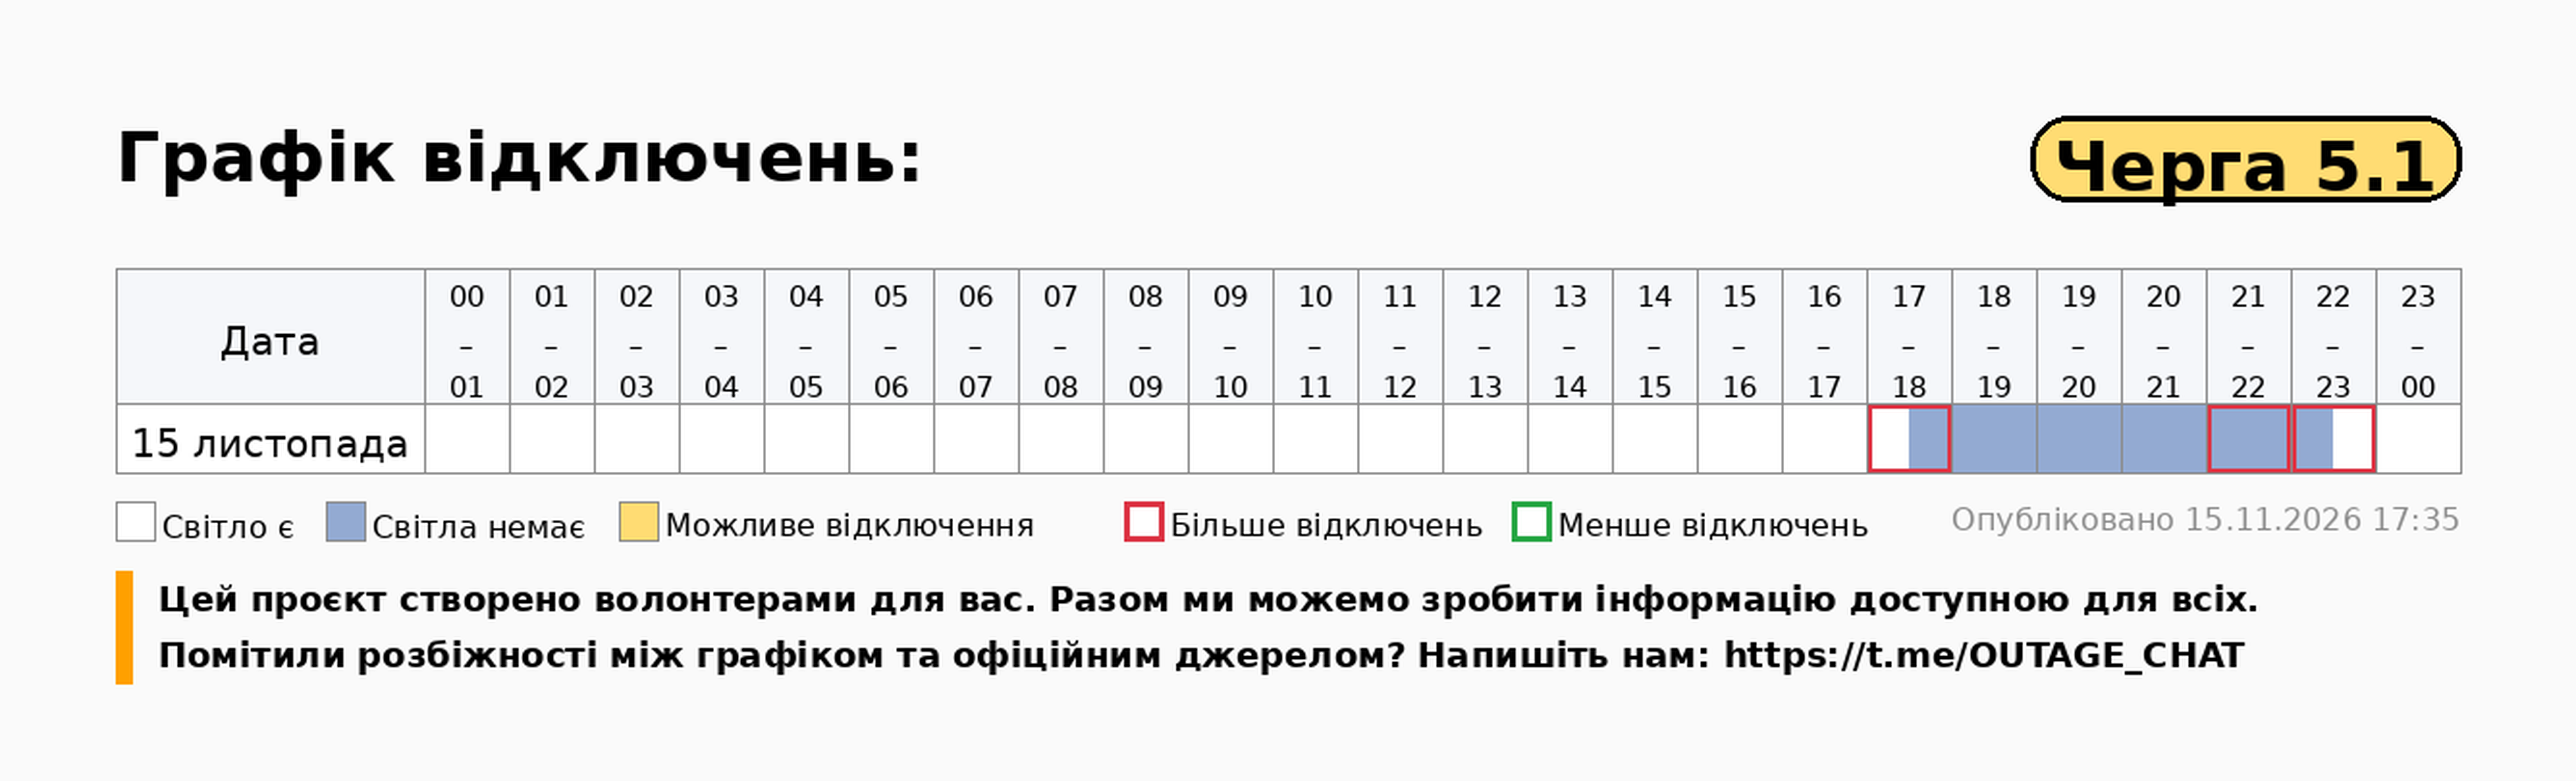 Графік відключень:
Черга 5.1
Дата
00 – 01
01 – 02
02 – 03
03 – 04
04 – 05
05 – 06
06 – 07
07 – 08
08 – 09
09 – 10
10 – 11
11 – 12
12 – 13
13 – 14
14 – 15
15 – 16
16 – 17
17 – 18
18 – 19
19 – 20
20 – 21
21 – 22
22 – 23
23 – 00
15 листопада
Світло є
Світла немає
Можливе відключення
Більше відключень
Менше відключень
Опубліковано 15.11.2026 17:35
Цей проєкт створено волонтерами для вас. Разом ми можемо зробити інформацію доступною для всіх.
Помітили розбіжності між графіком та офіційним джерелом? Напишіть нам: https://t.me/OUTAGE_CHAT